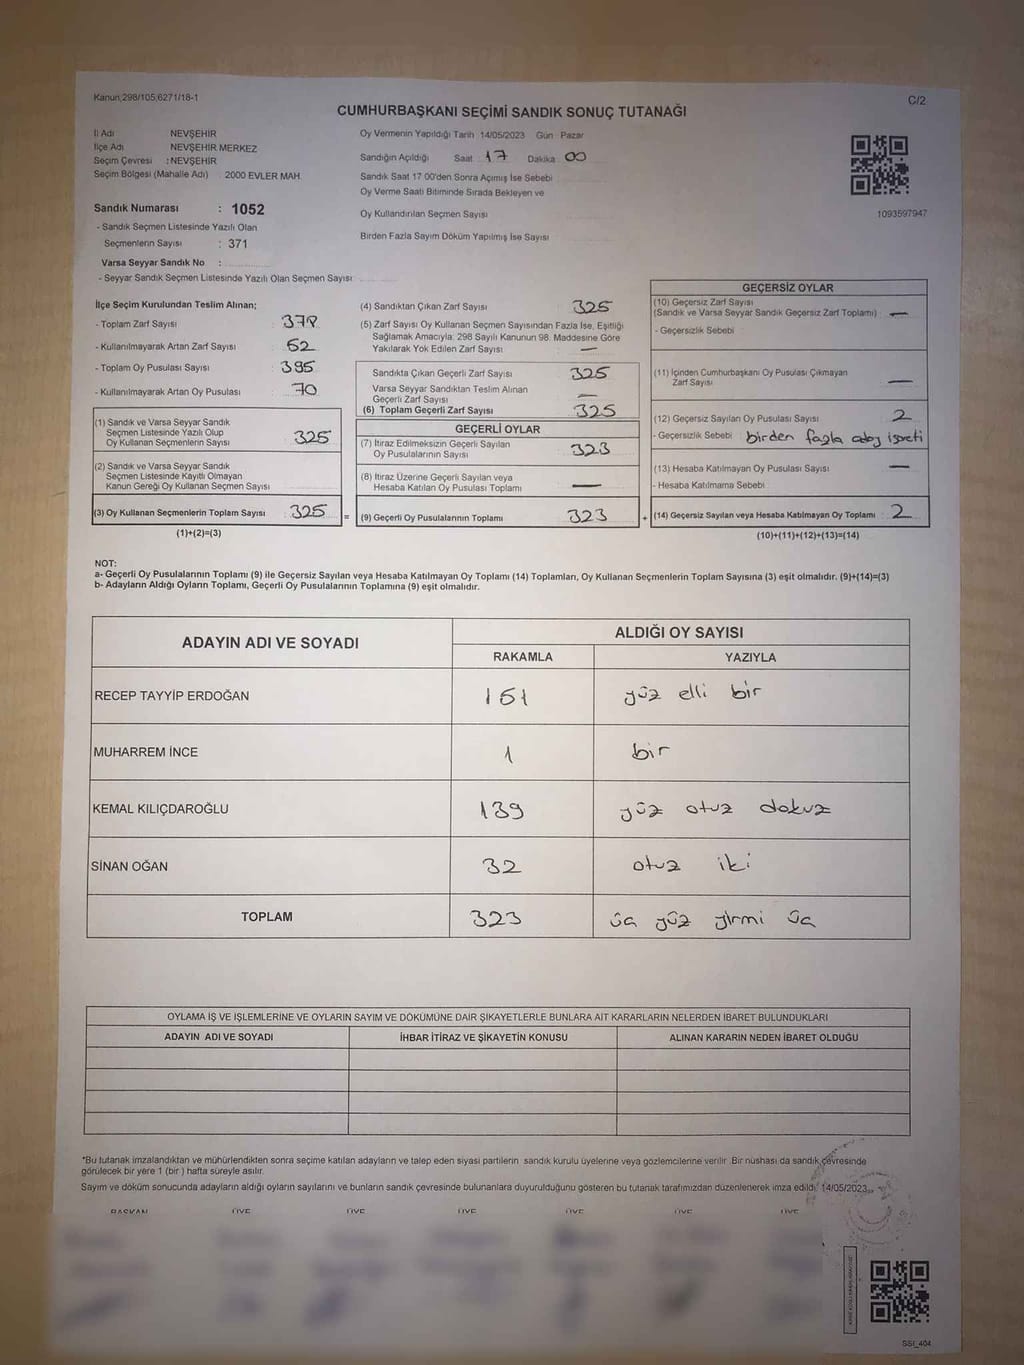 Kanun;298/105;6271/18-1
C/2
CUMHURBAŞKANI SEÇİMİ SANDIK SONUÇ TUTANAĞI
İl Adı NEVŞEHİR
İlçe Adı NEVŞEHİR MERKEZ
Seçim Çevresi : NEVŞEHİR
Seçim Bölgesi (Mahalle Adı) 2000 EVLER MAH.
Sandık Numarası : 1052
- Sandık Seçmen Listesinde Yazılı Olan
Seçmenlerin Sayısı : 371
Varsa Seyyar Sandık No :
- Seyyar Sandık Seçmen Listesinde Yazılı Olan Seçmen Sayısı
Oy Vermenin Yapıldığı Tarih 14/05/2023 Gün Pazar
Sandığın Açıldığı Saat 17 Dakika 00
Sandık Saat 17 00'den Sonra Açımış İse Sebebi
Oy Verme Saati Bitiminde Sırada Bekleyen ve
Oy Kullandırılan Seçmen Sayısı
Birden Fazla Sayım Döküm Yapılmış İse Sayısı
1093597947
İlçe Seçim Kurulundan Teslim Alınan;
- Toplam Zarf Sayısı
- Kullanılmayarak Artan Zarf Sayısı
- Toplam Oy Pusulası Sayısı 395
- Kullanılmayarak Artan Oy Pusulası 70
(1) Sandık ve Varsa Seyyar Sandık
Seçmen Listesinde Yazılı Olup
Oy Kullanan Seçmenlerin Sayısı 325
(2) Sandık ve Varsa Seyyar Sandık
Seçmen Listesinde Kayıtlı Olmayan
Kanun Gereği Oy Kullanan Seçmen Sayısı
(3) Oy Kullanan Seçmenlerin Toplam Sayısı 325 =
(1)+(2)=(3)
(4) Sandıktan Çıkan Zarf Sayısı 325
(5) Zarf Sayısı Oy Kullanan Seçmen Sayısından Fazla İse, Eşitliği
Sağlamak Amacıyla; 298 Sayılı Kanunun 98. Maddesine Göre
Yakılarak Yok Edilen Zarf Sayısı —
Sandıkta Çıkan Geçerli Zarf Sayısı 325
Varsa Seyyar Sandıktan Teslim Alınan
Geçerli Zarf Sayısı —
(6) Toplam Geçerli Zarf Sayısı 325
GEÇERLİ OYLAR
(7) İtiraz Edilmeksizin Geçerli Sayılan
Oy Pusulalarının Sayısı 323
(8) İtiraz Üzerine Geçerli Sayılan veya
Hesaba Katılan Oy Pusulası Toplamı —
(9) Geçerli Oy Pusulalarının Toplamı 323 +
GEÇERSİZ OYLAR
(10) Geçersiz Zarf Sayısı
(Sandık ve Varsa Seyyar Sandık Geçersiz Zarf Toplamı) —
- Geçersizlik Sebebi
(11) İçinden Cumhurbaşkanı Oy Pusulası Çıkmayan
Zarf Sayısı —
(12) Geçersiz Sayılan Oy Pusulası Sayısı 2
- Geçersizlik Sebebi birden fazla aday işreti
(13) Hesaba Katılmayan Oy Pusulası Sayısı —
- Hesaba Katılmama Sebebi
(14) Geçersiz Sayılan veya Hesaba Katılmayan Oy Toplamı 2
(10)+(11)+(12)+(13)=(14)
NOT:
a- Geçerli Oy Pusulalarının Toplamı (9) ile Geçersiz Sayılan veya Hesaba Katılmayan Oy Toplamı (14) Toplamları, Oy Kullanan Seçmenlerin Toplam Sayısına (3) eşit olmalıdır. (9)+(14)=(3)
b- Adayların Aldığı Oyların Toplamı, Geçerli Oy Pusulalarının Toplamına (9) eşit olmalıdır.
ADAYIN ADI VE SOYADI
ALDIĞI OY SAYISI
RAKAMLA YAZIYLA
RECEP TAYYİP ERDOĞAN 151 yüz elli bir
MUHARREM İNCE 1 bir
KEMAL KILIÇDAROĞLU 139 yüz otuz dokuz
SİNAN OĞAN 32 otuz iki
TOPLAM 323 üç yüz yirmi üç
OYLAMA İŞ VE İŞLEMLERİNE VE OYLARIN SAYIM VE DÖKÜMÜNE DAİR ŞİKAYETLERLE BUNLARA AİT KARARLARIN NELERDEN İBARET BULUNDUKLARI
ADAYIN ADI VE SOYADI İHBAR İTİRAZ VE ŞİKAYETİN KONUSU ALINAN KARARIN NEDEN İBARET OLDUĞU
*Bu tutanak imzalandıktan ve mühürlendikten sonra seçime katılan adayların ve talep eden siyasi partilerin sandık kurulu üyelerine veya gözlemcilerine verilir. Bir nüshası da sandık çevresinde
görülecek bir yere 1 (bir ) hafta süreyle asılır.
Sayım ve döküm sonucunda adayların aldığı oyların sayılarını ve bunların sandık çevresinde bulunanlara duyurulduğunu gösteren bu tutanak tarafımızdan düzenlenerek imza edildi. 14/05/2023
BAŞKAN ÜYE ÜYE ÜYE ÜYE ÜYE ÜYE
SSI_404